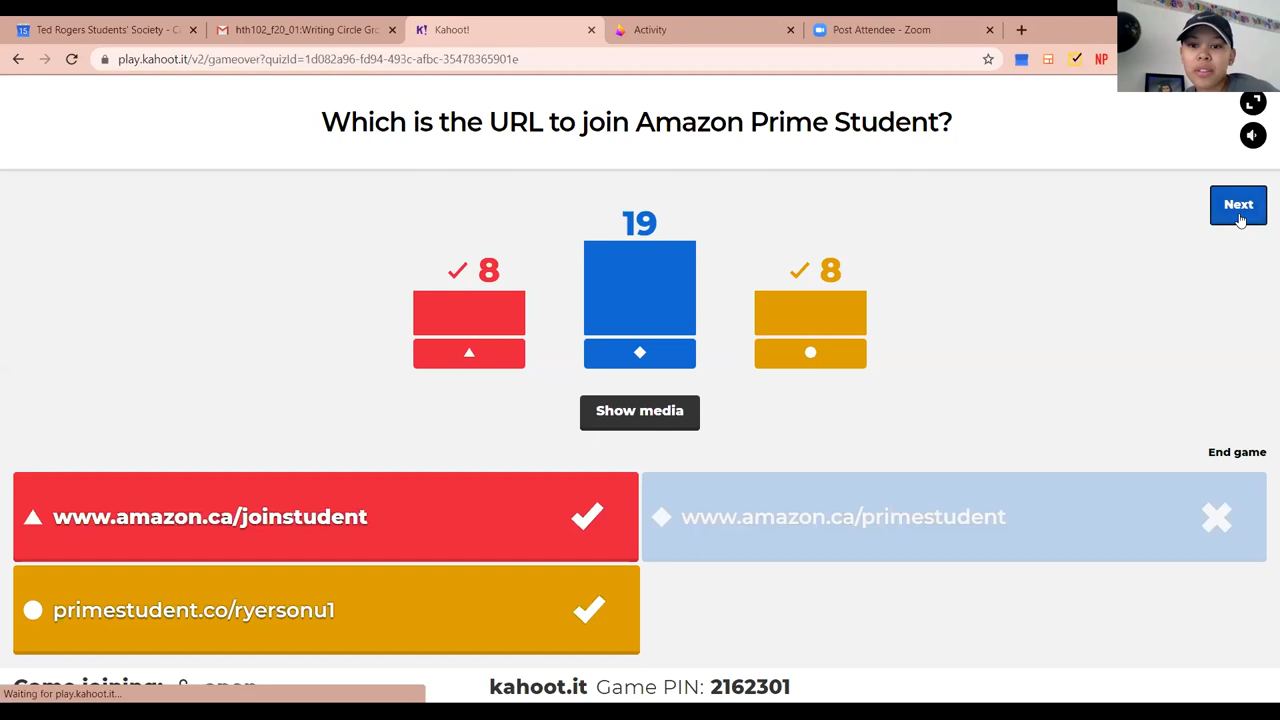 Ted Rogers Students' Society - C
hth102_f20_01:Writing Circle Gro
Kahoot!
Activity
Post Attendee - Zoom
play.kahoot.it/v2/gameover?quizId=1d082a96-fd94-493c-afbc-35478365901e
NP
Which is the URL to join Amazon Prime Student?
Next
8
19
8
Show media
End game
www.amazon.ca/joinstudent
www.amazon.ca/primestudent
primestudent.co/ryersonu1
kahoot.it Game PIN: 2162301
Waiting for play.kahoot.it...